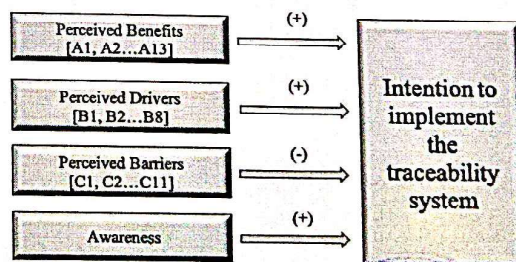 Perceived Benefits
[A1, A2...A13]
(+)
Perceived Drivers
[B1, B2...B8]
(+)
Perceived Barriers
[C1, C2...C11]
(-)
Awareness
(+)
Intention to
implement
the
traceability
system